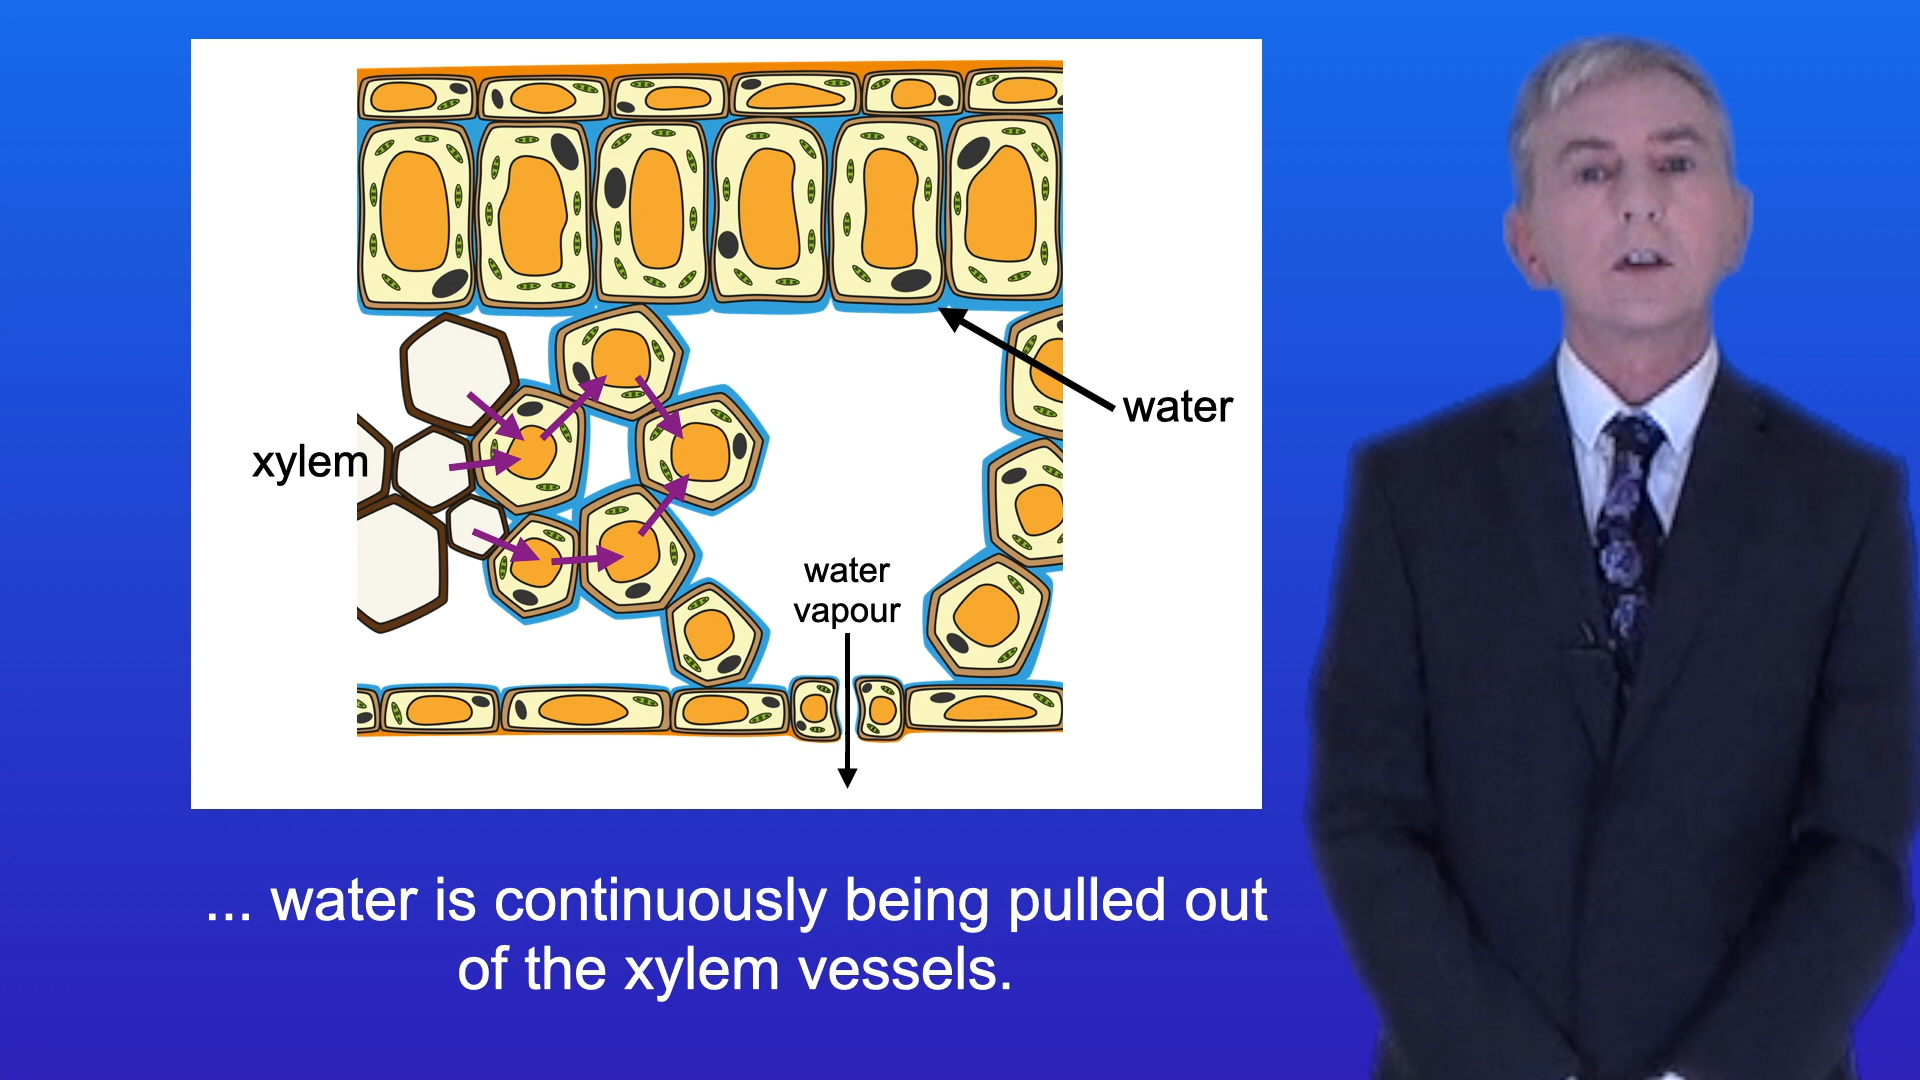 xylem
water
water
vapour
... water is continuously being pulled out
of the xylem vessels.